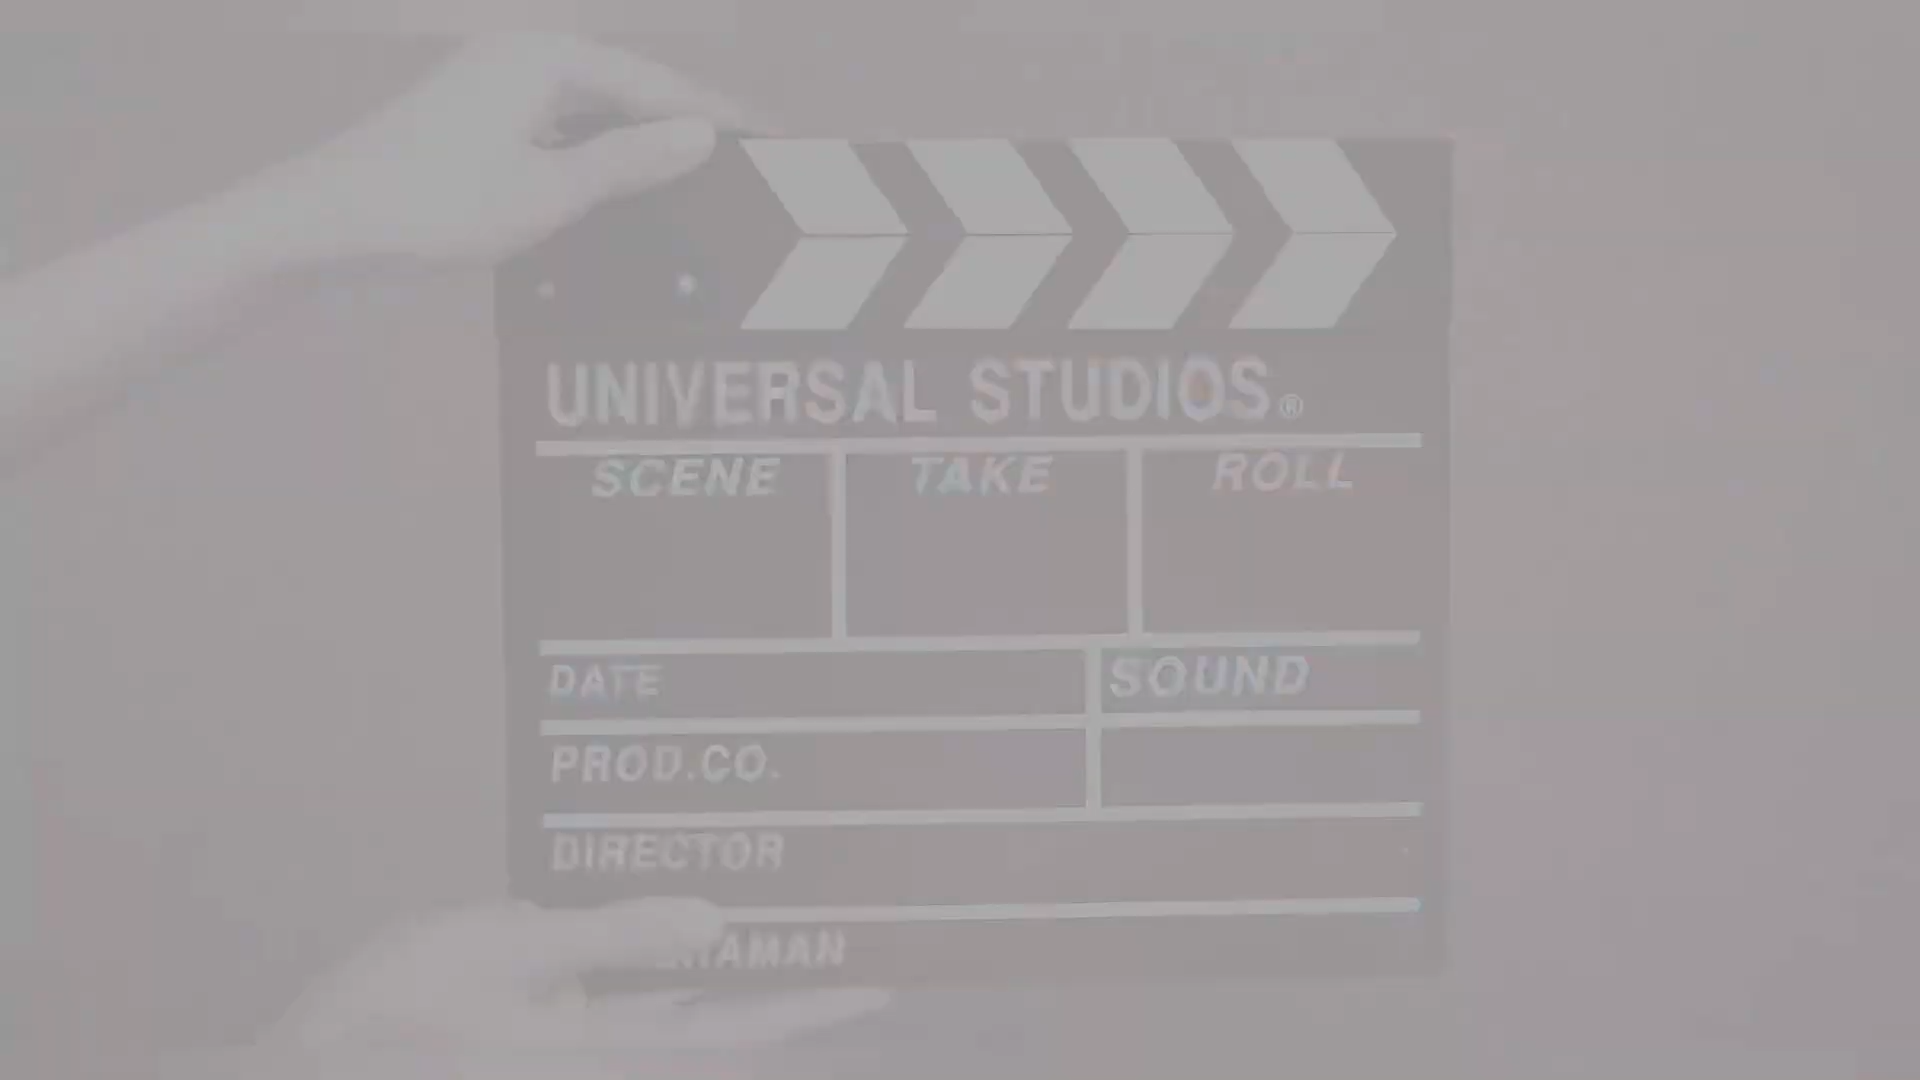 UNIVERSAL STUDIOS®
SCENE TAKE ROLL
DATE SOUND
PROD.CO.
DIRECTOR